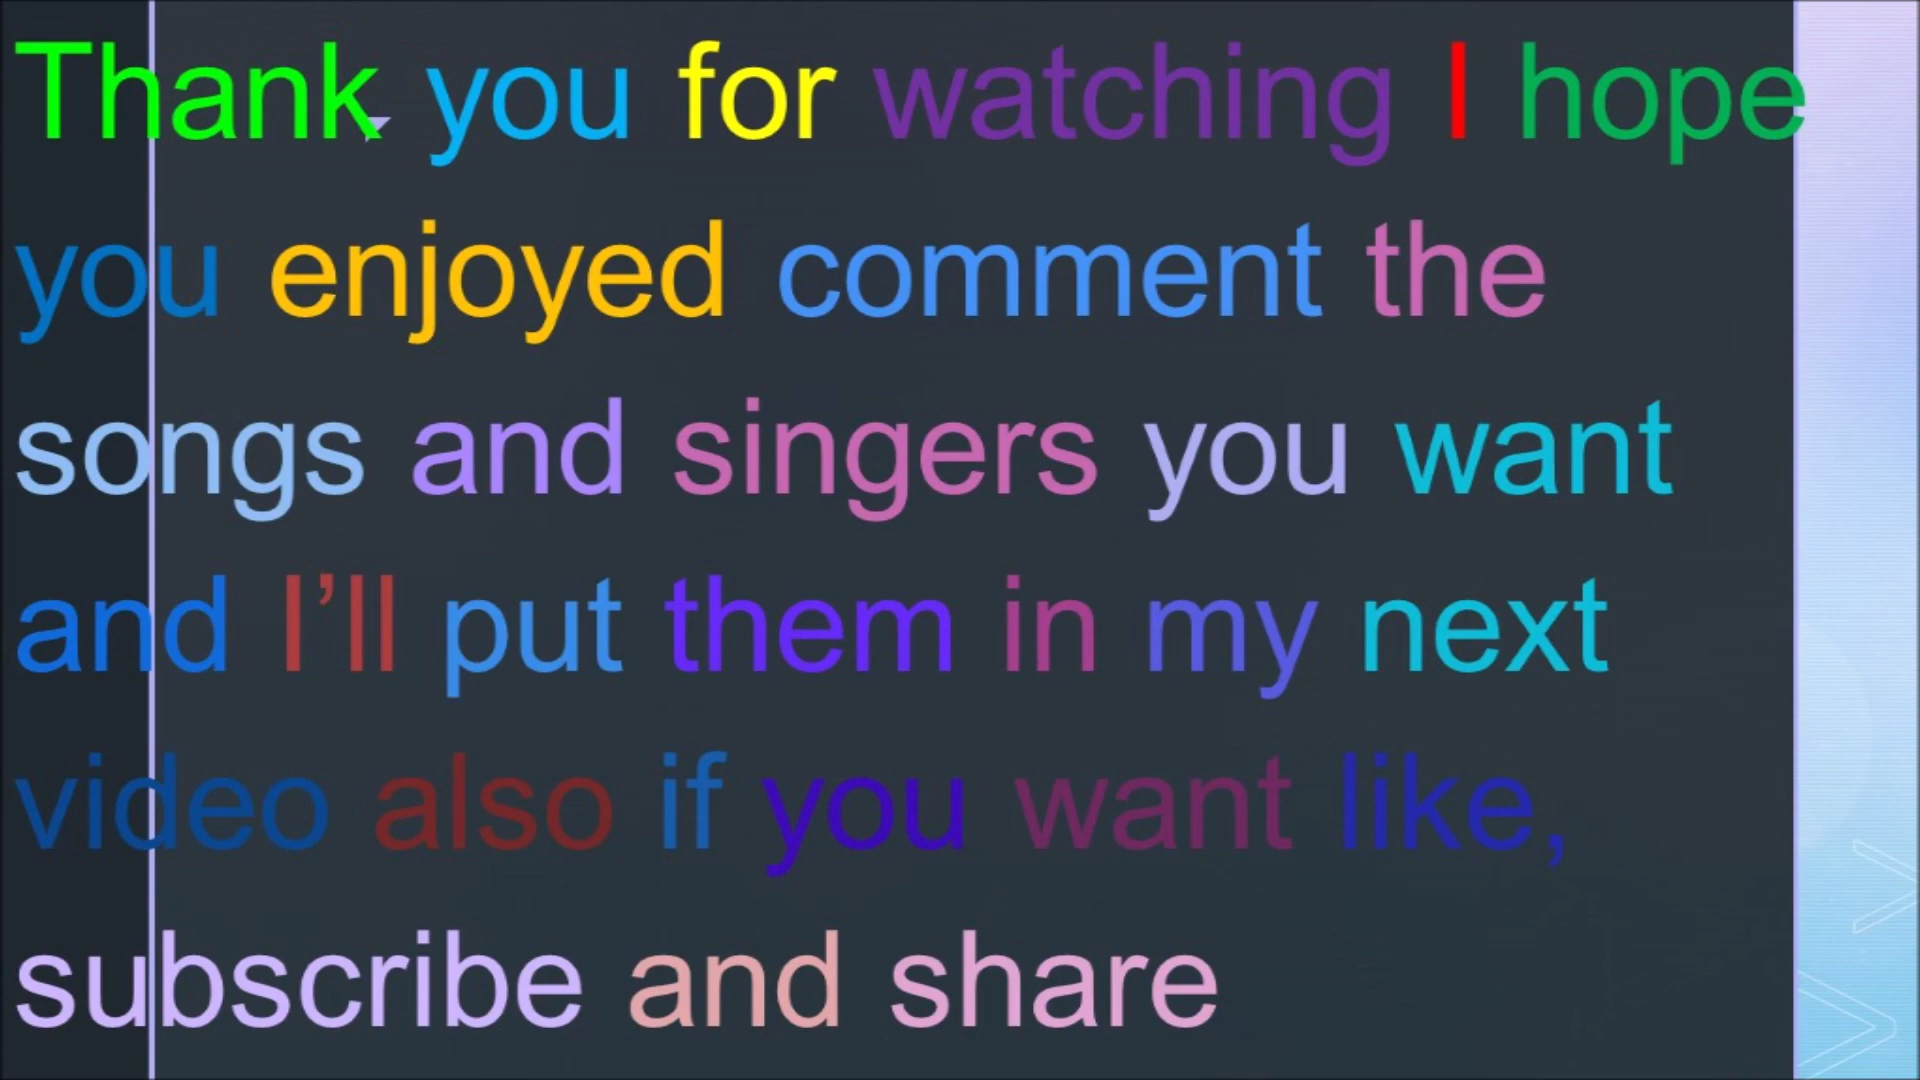 Thank you for watching I hope
you enjoyed comment the
songs and singers you want
and I’ll put them in my next
video also if you want like,
subscribe and share